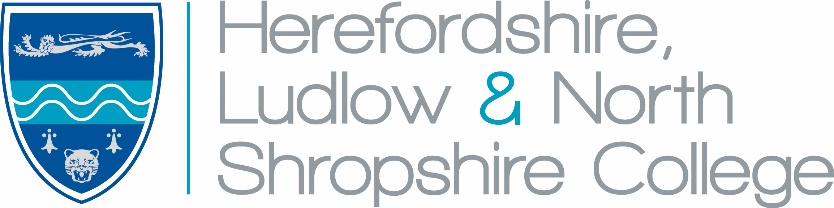 Herefordshire,
Ludlow & North
Shropshire College